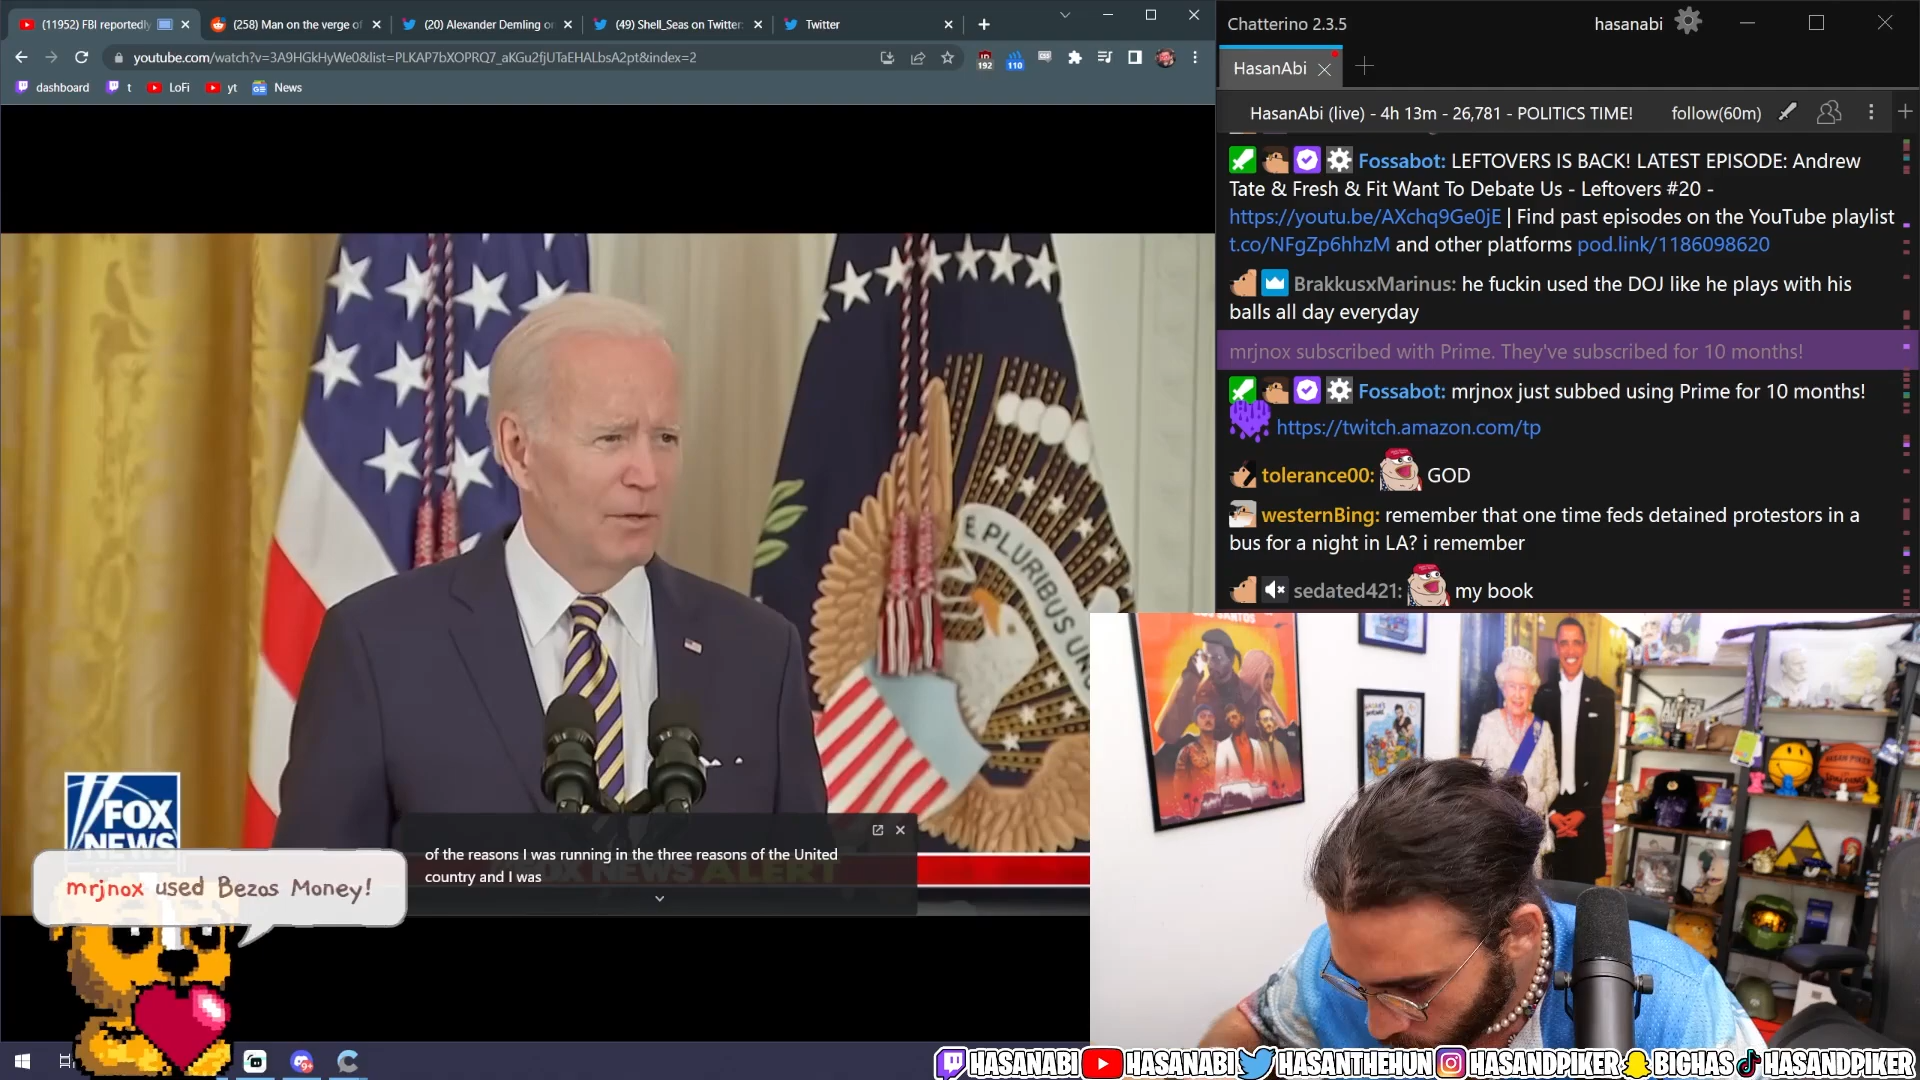 (11952) FBI reportedly
(258) Man on the verge of
(20) Alexander Demling on
(49) Shell_Seas on Twitter:
Twitter
youtube.com/watch?v=3A9HGkHyWe0&list=PLKAP7bXOPRQ7_aKGu2fjUTaEHALbsA2pt&index=2
192
110
dashboard
t
LoFi
yt
News
Chatterino 2.3.5
hasanabi
HasanAbi
HasanAbi (live) - 4h 13m - 26,781 - POLITICS TIME!
follow(60m)
Fossabot: LEFTOVERS IS BACK! LATEST EPISODE: Andrew
Tate & Fresh & Fit Want To Debate Us - Leftovers #20 -
https://youtu.be/AXchq9Ge0jE | Find past episodes on the YouTube playlist
t.co/NFgZp6hhzM and other platforms pod.link/1186098620
BrakkusxMarinus: he fuckin used the DOJ like he plays with his
balls all day everyday
mrjnox subscribed with Prime. They've subscribed for 10 months!
Fossabot: mrjnox just subbed using Prime for 10 months!
https://twitch.amazon.com/tp
tolerance00: GOD
westernBing: remember that one time feds detained protestors in a
bus for a night in LA? i remember
sedated421: my book
E PLURIBUS UNU
FOX
NEWS
of the reasons I was running in the three reasons of the United
country and I was
NEWS ALERT
mrjnox used Bezos Money!
HASANABI
HASANABI
HASANTHEHUN
HASANDPIKER
BIGHAS
HASANDPIKER